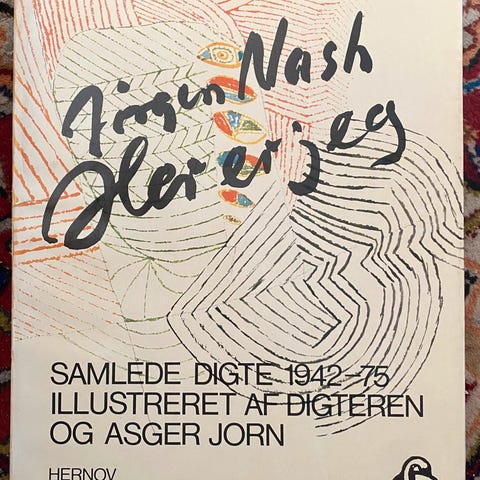 Jørgen Nash
Her er jeg
SAMLEDE DIGTE 1942-75
ILLUSTRERET AF DIGTEREN
OG ASGER JORN
HERNOV